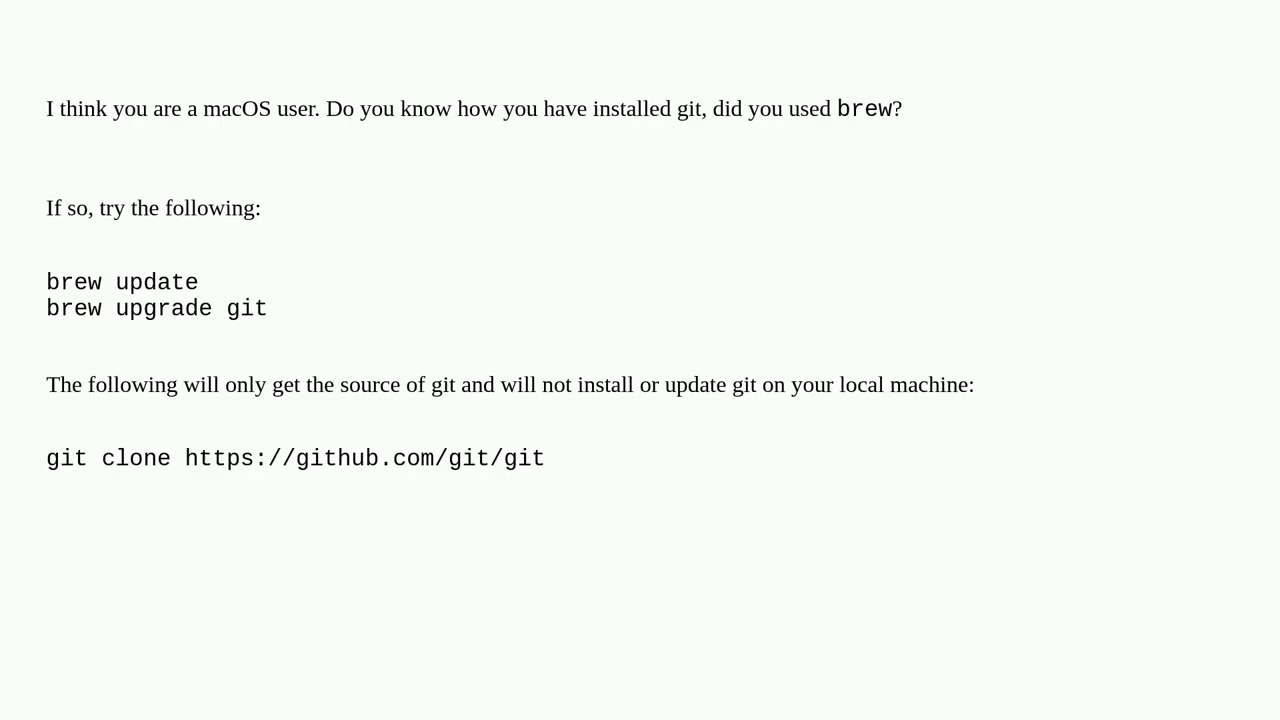 I think you are a macOS user. Do you know how you have installed git, did you used brew?
If so, try the following:
brew update
brew upgrade git
The following will only get the source of git and will not install or update git on your local machine:
git clone https://github.com/git/git